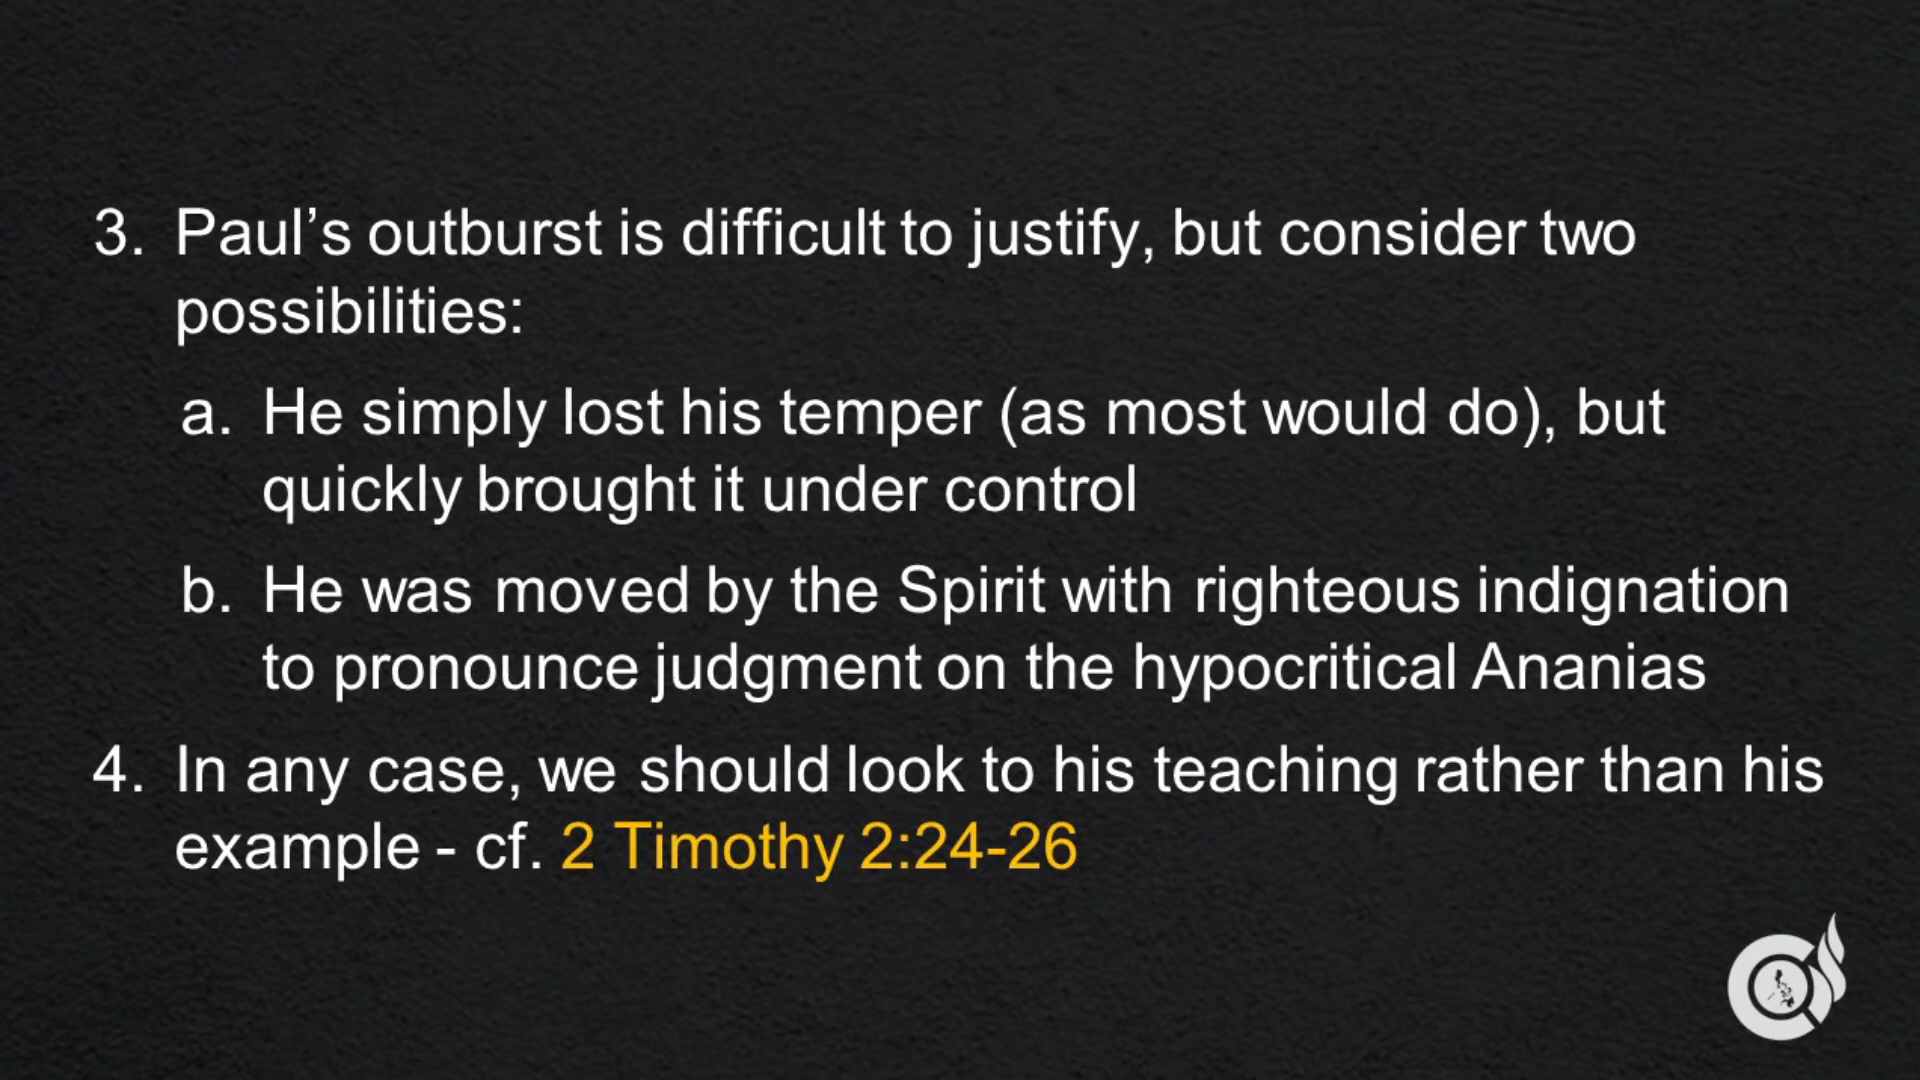 3. Paul’s outburst is difficult to justify, but consider two
possibilities:
a. He simply lost his temper (as most would do), but
quickly brought it under control
b. He was moved by the Spirit with righteous indignation
to pronounce judgment on the hypocritical Ananias
4. In any case, we should look to his teaching rather than his
example - cf. 2 Timothy 2:24-26